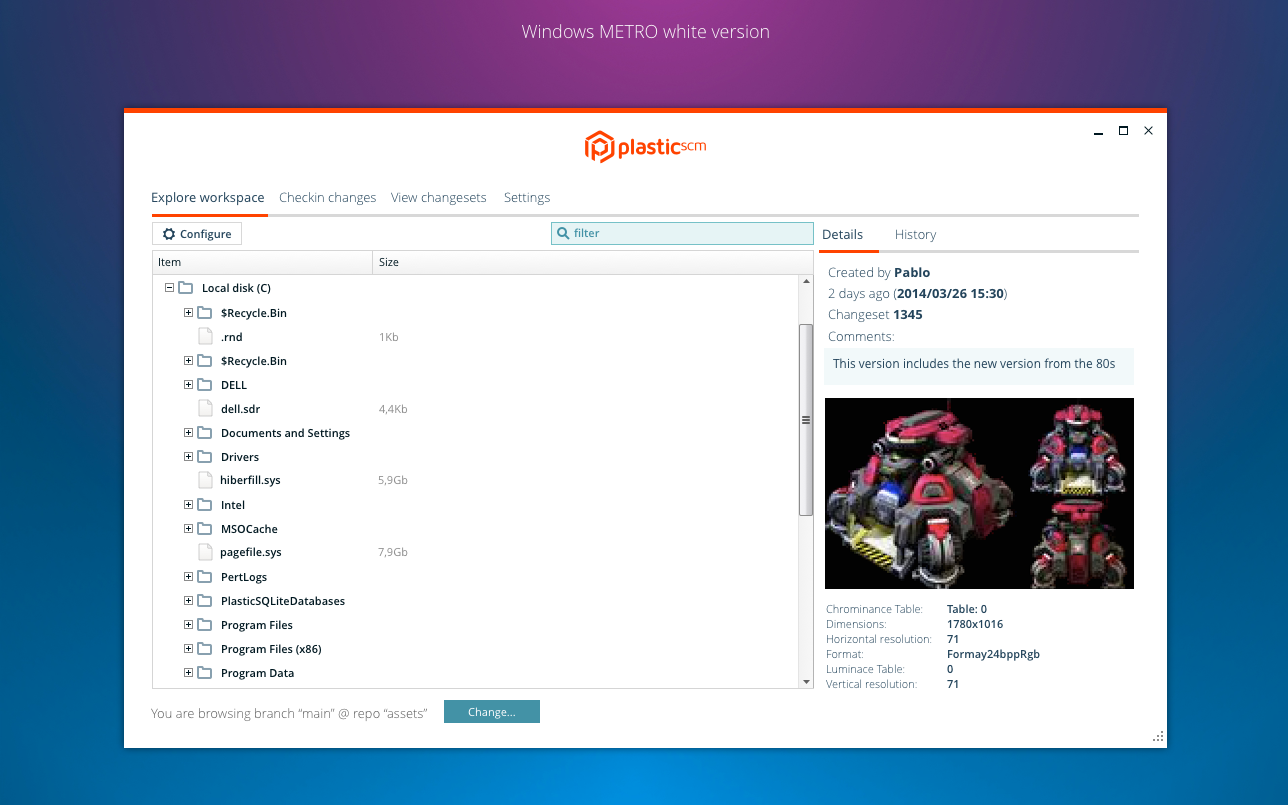 Windows METRO white version
plasticscm
Explore workspace Checkin changes View changesets Settings
Configure
filter
Item Size
Local disk (C)
$Recycle.Bin
.rnd 1Kb
$Recycle.Bin
DELL
dell.sdr 4,4Kb
Documents and Settings
Drivers
hiberfill.sys 5,9Gb
Intel
MSOCache
pagefile.sys 7,9Gb
PertLogs
PlasticSQLiteDatabases
Program Files
Program Files (x86)
Program Data
You are browsing branch “main” @ repo “assets” Change...
Details History
Created by Pablo
2 days ago (2014/03/26 15:30)
Changeset 1345
Comments:
This version includes the new version from the 80s
Chrominance Table: Table: 0
Dimensions: 1780x1016
Horizontal resolution: 71
Format: Formay24bppRgb
Luminace Table: 0
Vertical resolution: 71